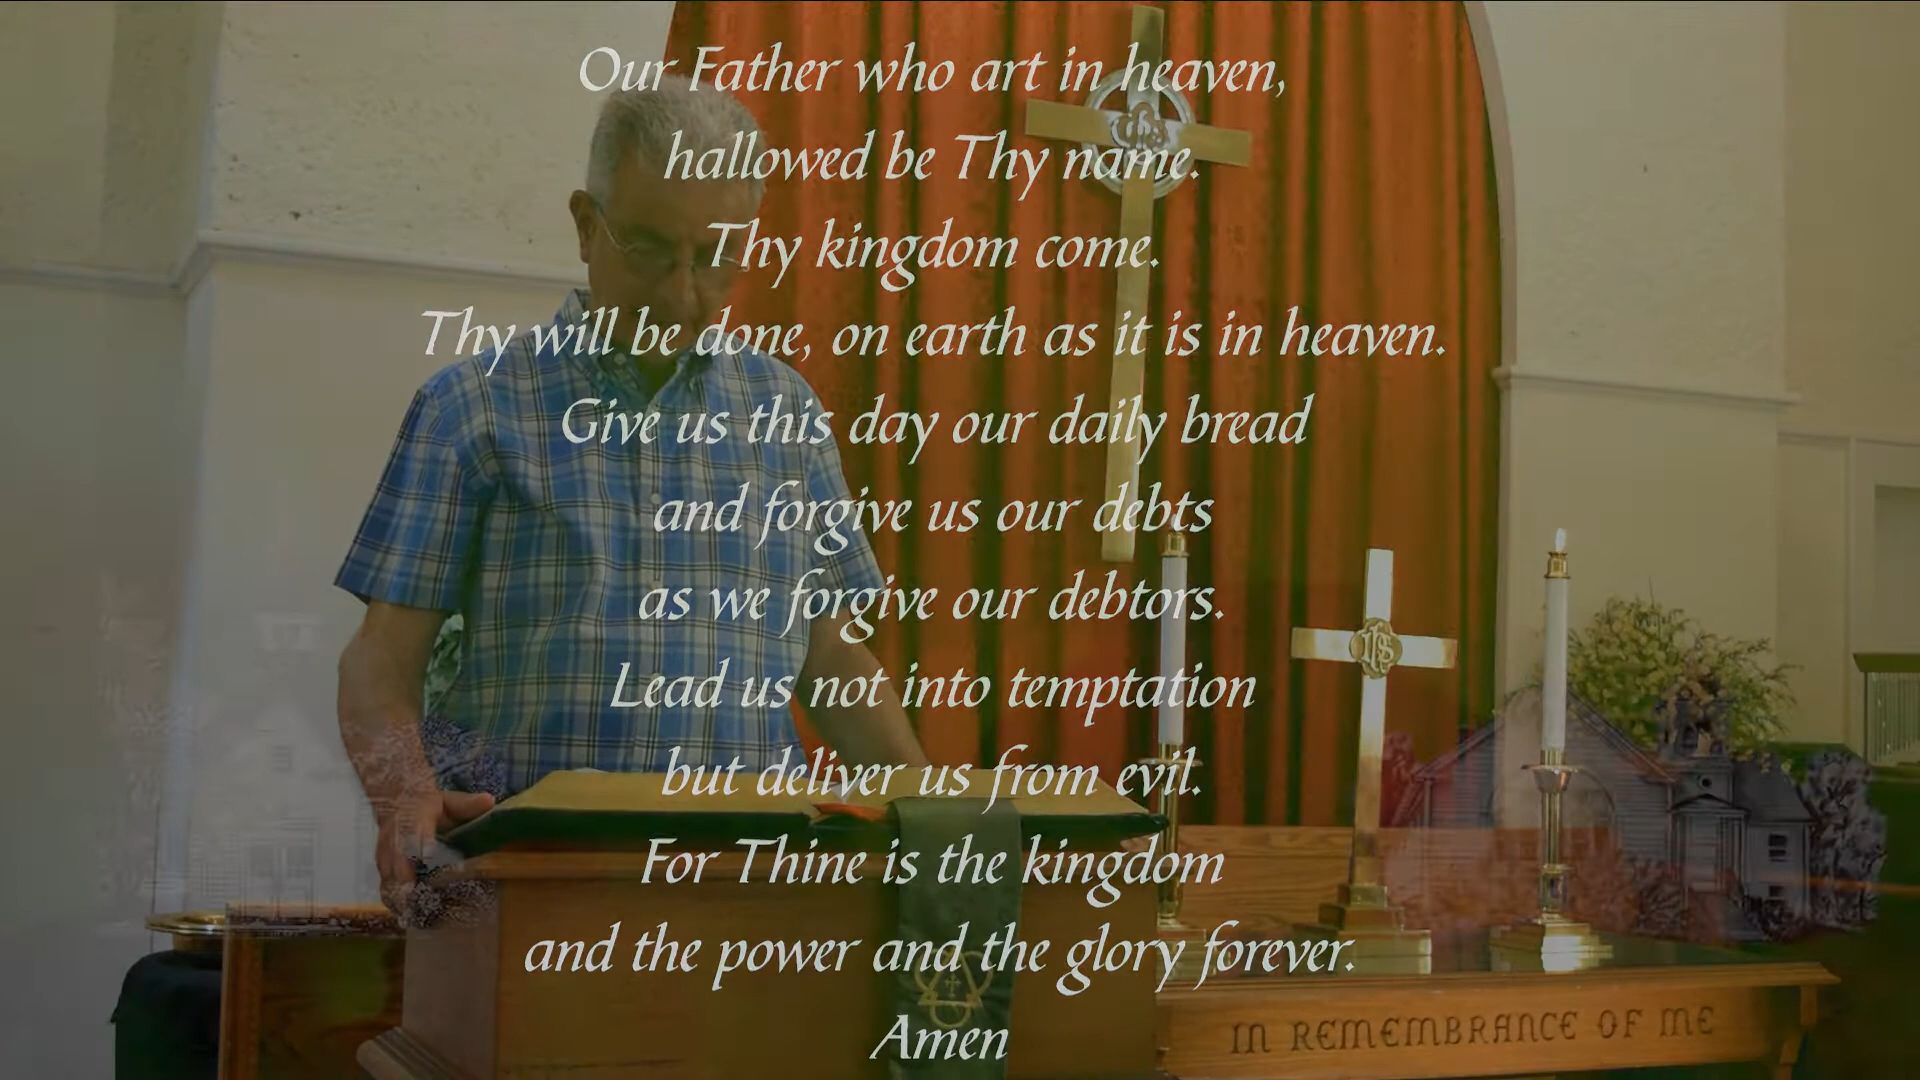 Our Father who art in heaven,
hallowed be Thy name.
Thy kingdom come.
Thy will be done, on earth as it is in heaven.
Give us this day our daily bread
and forgive us our debts
as we forgive our debtors.
Lead us not into temptation
but deliver us from evil.
For Thine is the kingdom
and the power and the glory forever.
Amen
IHS
IHS
IN REMEMBRANCE OF ME